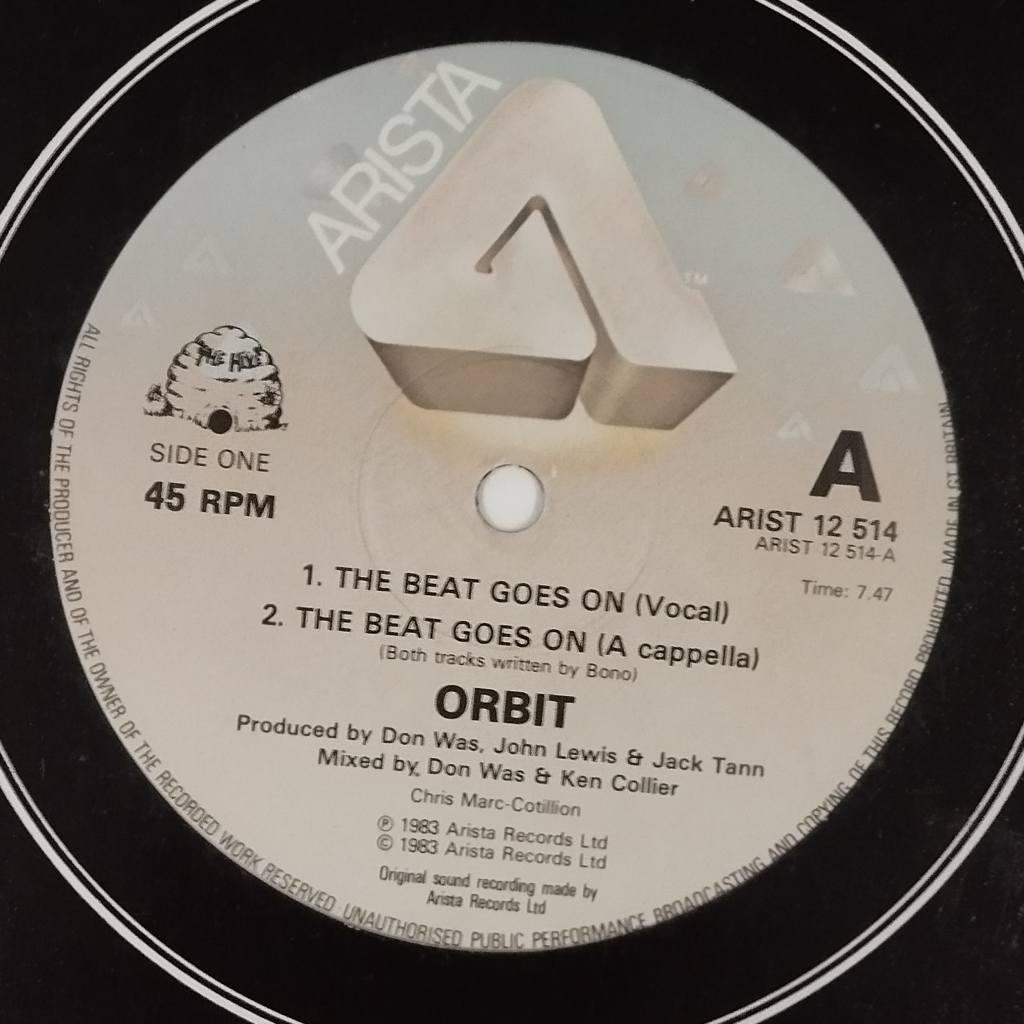 ARISTA
TM
THE HIVE
SIDE ONE
45 RPM
A
ARIST 12 514
ARIST 12 514-A
Time: 7.47
1. THE BEAT GOES ON (Vocal)
2. THE BEAT GOES ON (A cappella)
(Both tracks written by Bono)
ORBIT
Produced by Don Was, John Lewis & Jack Tann
Mixed by, Don Was & Ken Collier
Chris Marc-Cotillion
℗ 1983 Arista Records Ltd
© 1983 Arista Records Ltd
Original sound recording made by
Arista Records Ltd
ALL RIGHTS OF THE PRODUCER AND OF THE OWNER OF THE RECORDED WORK RESERVED · UNAUTHORISED PUBLIC PERFORMANCE BROADCASTING AND COPYING OF THIS RECORD PROHIBITED. MADE IN GT. BRITAIN.